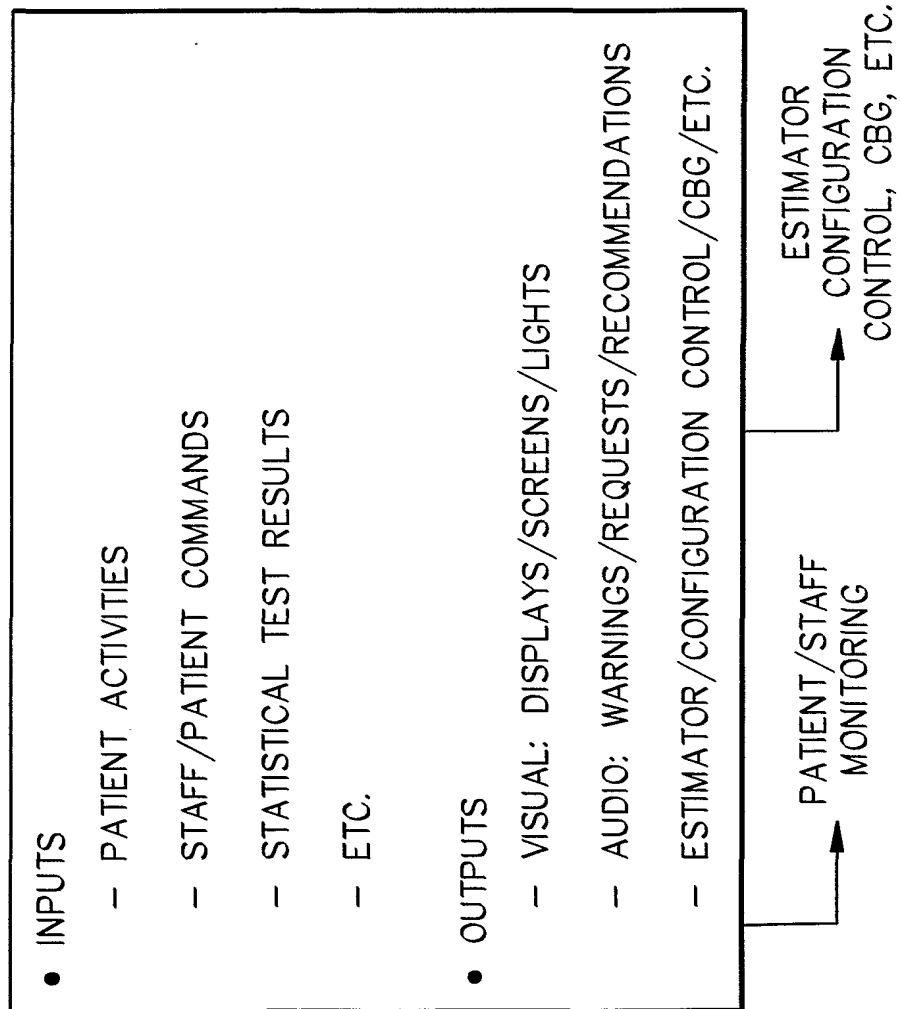 • INPUTS
– PATIENT ACTIVITIES
– STAFF/PATIENT COMMANDS
– STATISTICAL TEST RESULTS
– ETC.
• OUTPUTS
– VISUAL: DISPLAYS/SCREENS/LIGHTS
– AUDIO: WARNINGS/REQUESTS/RECOMMENDATIONS
– ESTIMATOR/CONFIGURATION CONTROL/CBG/ETC.
PATIENT/STAFF
MONITORING
ESTIMATOR
CONFIGURATION
CONTROL, CBG, ETC.